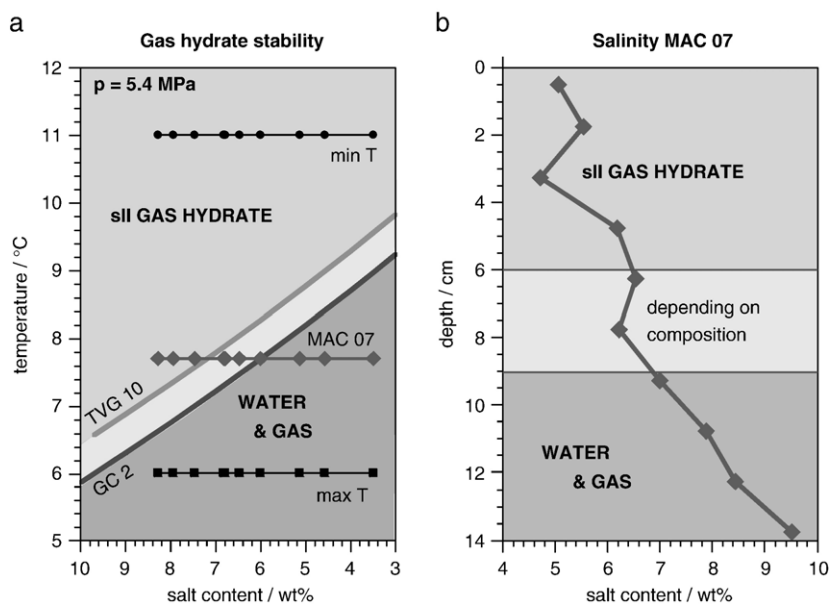 a
Gas hydrate stability
12
11
10
9
8
7
6
5
temperature / °C
p = 5.4 MPa
min T
sII GAS HYDRATE
MAC 07
TVG 10
WATER
& GAS
GC 2
max T
10 9 8 7 6 5 4 3
salt content / wt%
b
Salinity MAC 07
0
2
4
6
8
10
12
14
depth / cm
sII GAS HYDRATE
depending on
composition
WATER
& GAS
4 5 6 7 8 9 10
salt content / wt%